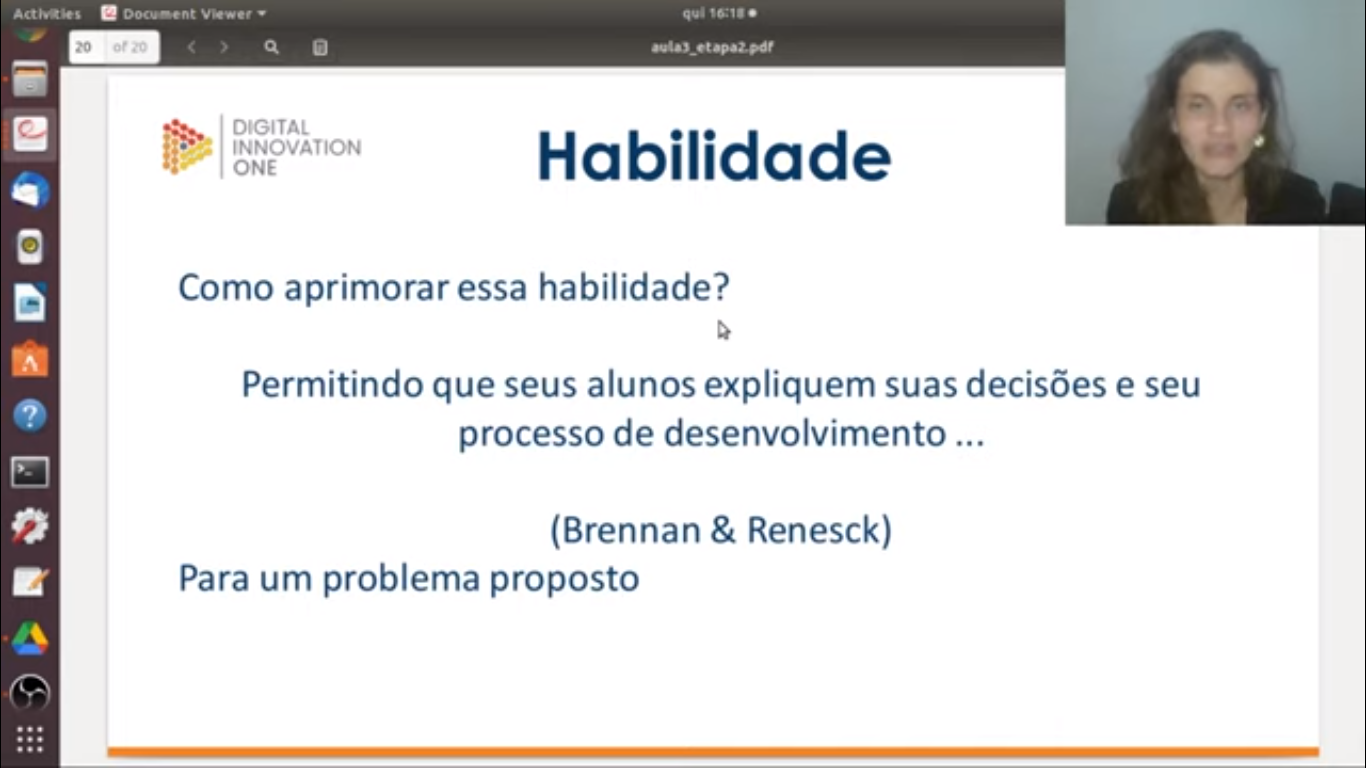 Activities
Document Viewer
qui 16:18
20 of 20
aula3_etapa2.pdf
DIGITAL
INNOVATION
ONE
Habilidade
Como aprimorar essa habilidade?
Permitindo que seus alunos expliquem suas decisões e seu
processo de desenvolvimento ...
(Brennan & Renesck)
Para um problema proposto